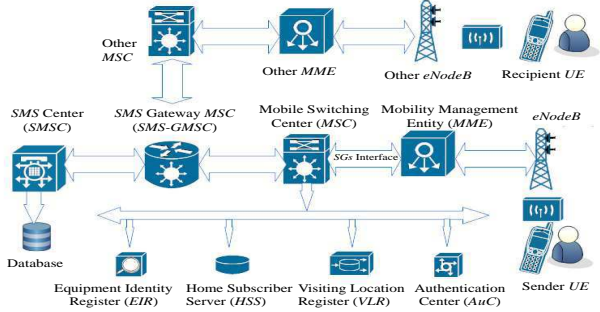 Other
MSC
Other MME
Other eNodeB
Recipient UE
SMS Center
(SMSC)
SMS Gateway MSC
(SMS-GMSC)
Mobile Switching
Center (MSC)
Mobility Management
Entity (MME)
eNodeB
SGs Interface
Database
Equipment Identity
Register (EIR)
Home Subscriber
Server (HSS)
Visiting Location
Register (VLR)
Authentication
Center (AuC)
Sender UE